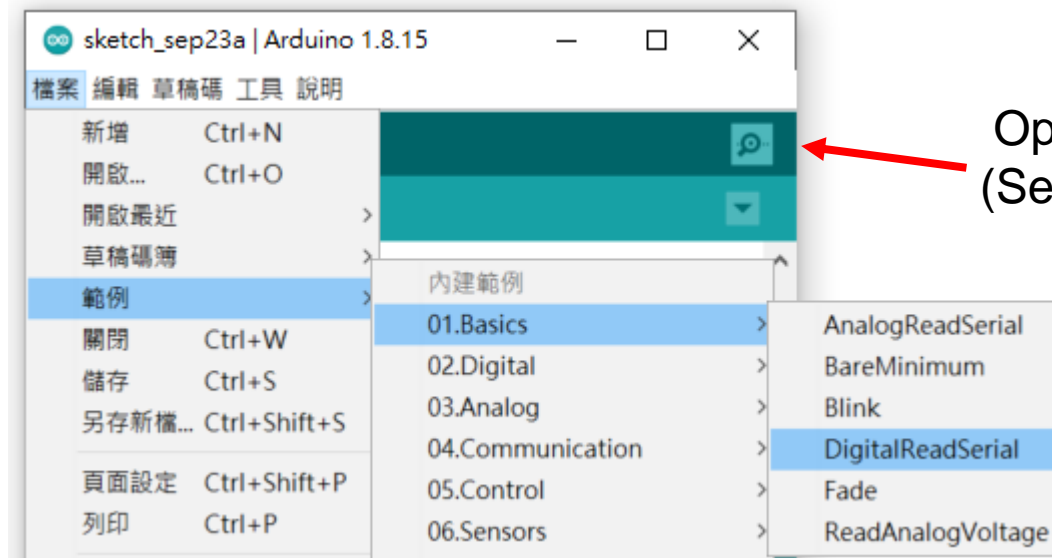 sketch_sep23a | Arduino 1.8.15
檔案 編輯 草稿碼 工具 說明
新增 Ctrl+N
開啟... Ctrl+O
開啟最近
草稿碼簿
範例
關閉 Ctrl+W
儲存 Ctrl+S
另存新檔... Ctrl+Shift+S
頁面設定 Ctrl+Shift+P
列印 Ctrl+P
內建範例
01.Basics
02.Digital
03.Analog
04.Communication
05.Control
06.Sensors
AnalogReadSerial
BareMinimum
Blink
DigitalReadSerial
Fade
ReadAnalogVoltage
Op
(Se